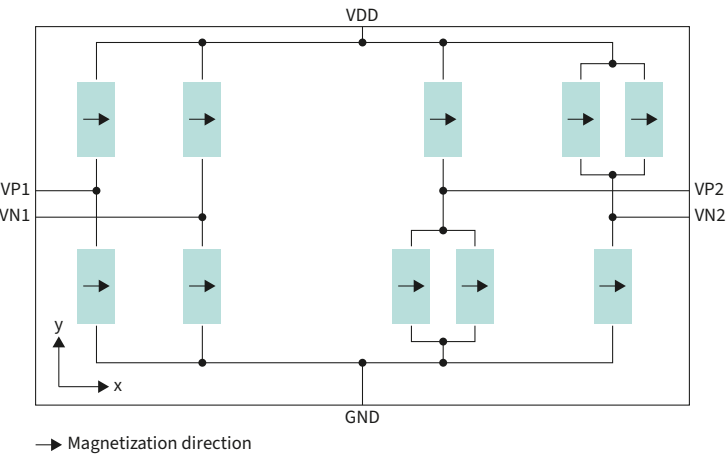 VDD
VP1
VP2
VN1
VN2
y
x
GND
Magnetization direction